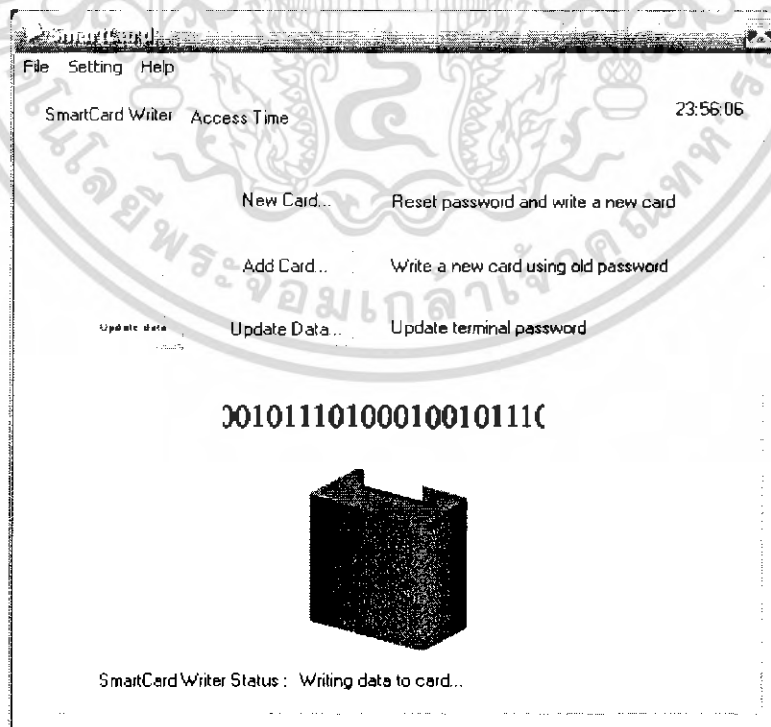 SmartCard
File Setting Help
SmartCard Writer Access Time 23:56:06
New Card... Reset password and write a new card
Add Card... Write a new card using old password
Update data Update Data... Update terminal password
00101110100010010111(
SmartCard Writer Status : Writing data to card...